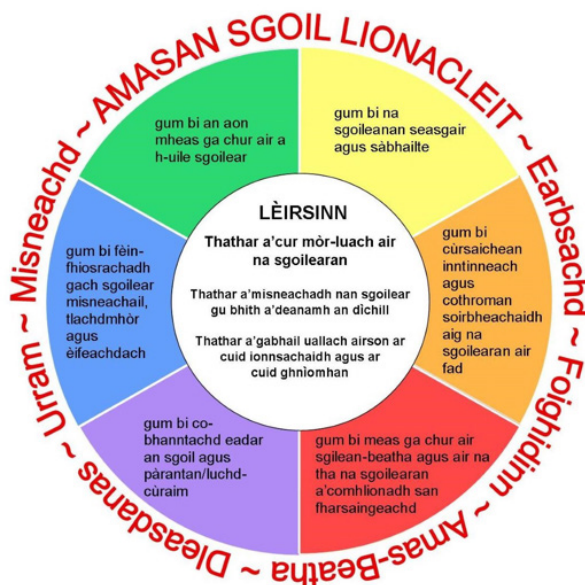 AMASAN SGOIL LIONACLEIT ~ Earbsachd ~ Foighidinn ~ Amas-Beatha ~ Dleasdanas ~ Urram ~ Misneachd ~
gum bi an aon
mheas ga chur air a
h-uile sgoilear
gum bi na
sgoileanan seasgair
agus sàbhailte
gum bi
cùrsaichean
inntinneach
agus
cothroman
soirbheachaidh
aig na
sgoilearan air
fad
gum bi meas ga chur air
sgilean-beatha agus air na
tha na sgoilearan
a'comhlionadh san
fharsaingeachd
gum bi co-
bhanntachd eadar
an sgoil agus
pàrantan/luchd-
cùraim
gum bi fèin-
fhiosrachadh
gach sgoilear
misneachail,
tlachdmhòr
agus
èifeachdach
LÈIRSINN
Thathar a'cur mòr-luach air
na sgoilearan
Thathar a'misneachadh nan sgoilear
gu bhith a'deanamh an dìchill
Thathar a'gabhail uallach airson ar
cuid ionnsachaidh agus ar
cuid ghnìomhan